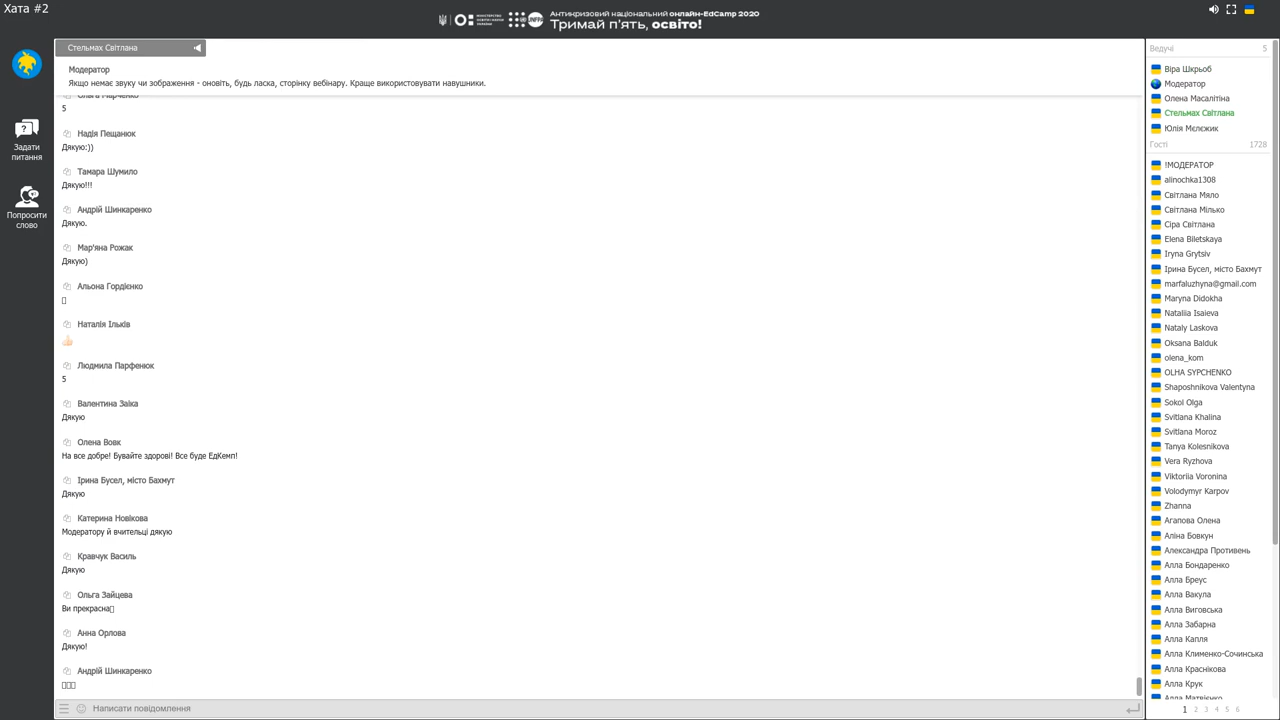 Хата #2
МІНІСТЕРСТВО
ОСВІТИ І НАУКИ
УКРАЇНИ
Антикризовий національний онлайн-EdCamp 2020
Тримай п'ять, освіто!
Задати
питання
Попросити
слово
Стельмах Світлана
Модератор
Якщо немає звуку чи зображення - оновіть, будь ласка, сторінку вебінару. Краще використовувати навушники.
Ольга Марченко
5
Надія Пещанюк
Дякую:))
Тамара Шумило
Дякую!!!
Андрій Шинкаренко
Дякую.
Мар'яна Рожак
Дякую)
Альона Гордієнко
Наталія Ільків
Людмила Парфенюк
5
Валентина Заїка
Дякую
Олена Вовк
На все добре! Бувайте здорові! Все буде ЕдКемп!
Ірина Бусел, місто Бахмут
Дякую
Катерина Новікова
Модератору й вчительці дякую
Кравчук Василь
Дякую
Ольга Зайцева
Ви прекрасна
Анна Орлова
Дякую!
Андрій Шинкаренко
Написати повідомлення
Ведучі 5
Віра Шкрьоб
Модератор
Олена Масалітіна
Стельмах Світлана
Юлія Мєлєжик
Гості 1728
!МОДЕРАТОР
alinochka1308
Світлана Мяло
Світлана Мілько
Сіра Світлана
Elena Biletskaya
Iryna Grytsiv
Ірина Бусел, місто Бахмут
marfaluzhyna@gmail.com
Maryna Didokha
Nataliia Isaieva
Nataly Laskova
Oksana Balduk
olena_kom
OLHA SYPCHENKO
Shaposhnikova Valentyna
Sokol Olga
Svitlana Khalina
Svitlana Moroz
Tanya Kolesnikova
Vera Ryzhova
Viktoriia Voronina
Volodymyr Karpov
Zhanna
Агапова Олена
Аліна Бовкун
Александра Противень
Алла Бондаренко
Алла Бреус
Алла Вакула
Алла Виговська
Алла Забарна
Алла Капля
Алла Клименко-Сочинська
Алла Краснікова
Алла Крук
Алла Матвієнко
1 2 3 4 5 6